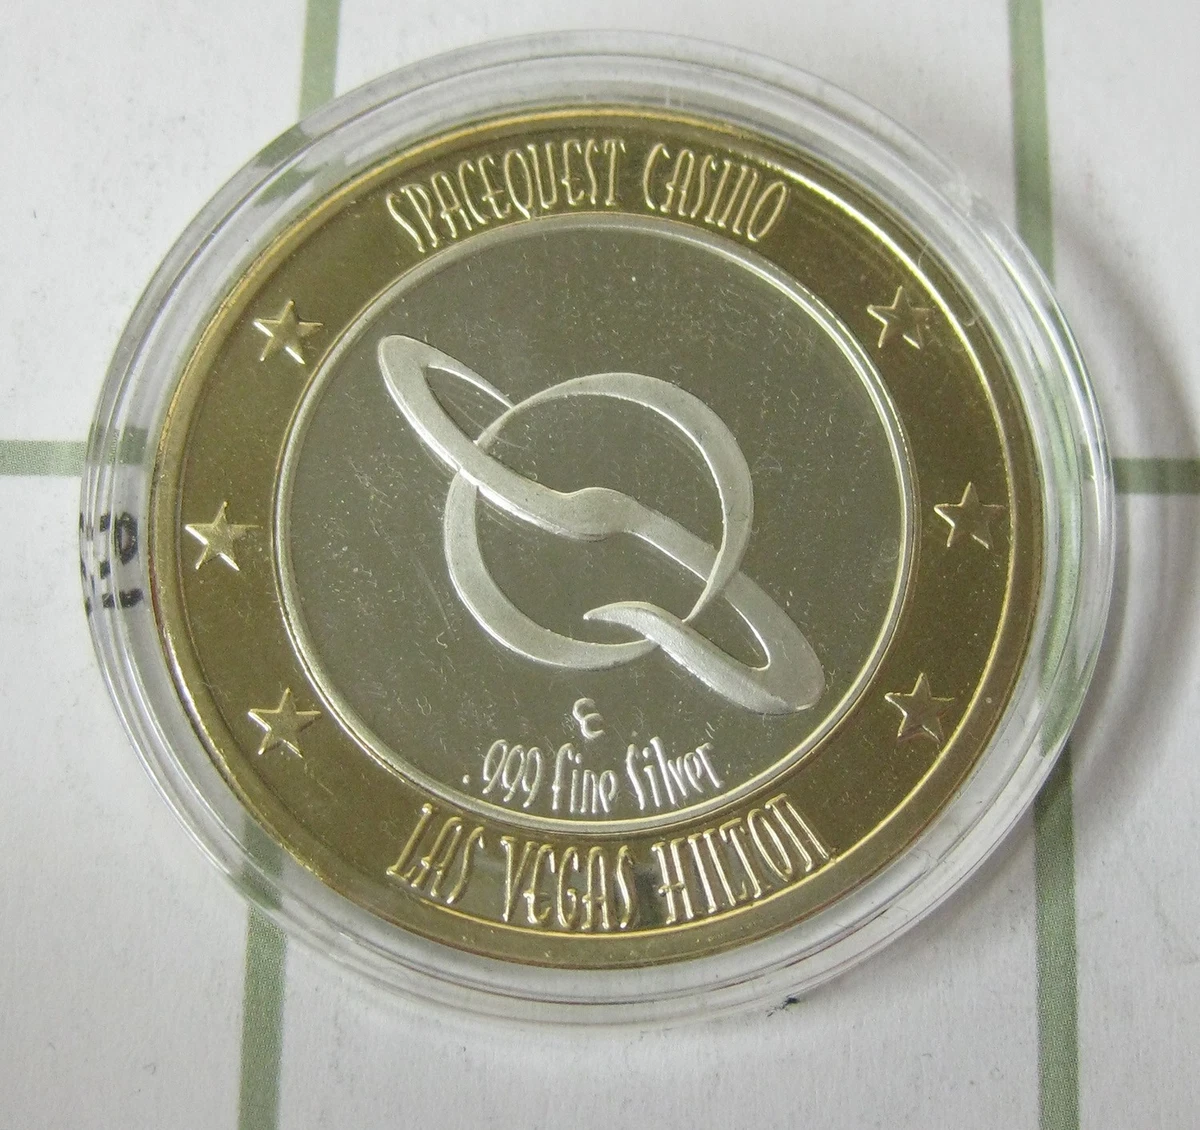 SPACEQUEST CASINO
ε
.999 fine silver
LAS VEGAS HILTON